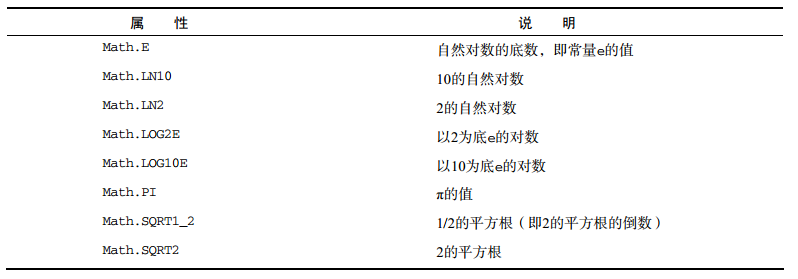 属 性 说 明
Math.E 自然对数的底数，即常量e的值
Math.LN10 10的自然对数
Math.LN2 2的自然对数
Math.LOG2E 以2为底e的对数
Math.LOG10E 以10为底e的对数
Math.PI π的值
Math.SQRT1_2 1/2的平方根（即2的平方根的倒数）
Math.SQRT2 2的平方根